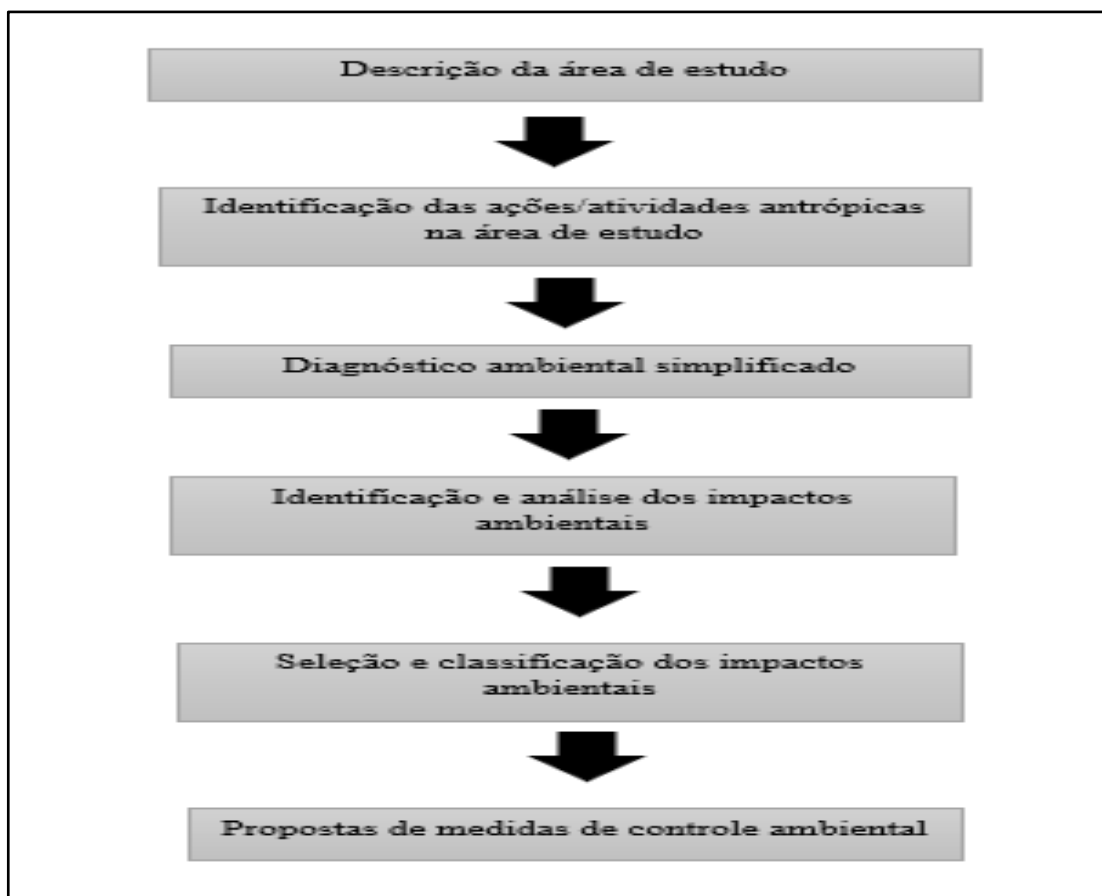 Descrição da área de estudo
Identificação das ações/atividades antrópicas
na área de estudo
Diagnóstico ambiental simplificado
Identificação e análise dos impactos
ambientais
Seleção e classificação dos impactos
ambientais
Propostas de medidas de controle ambiental